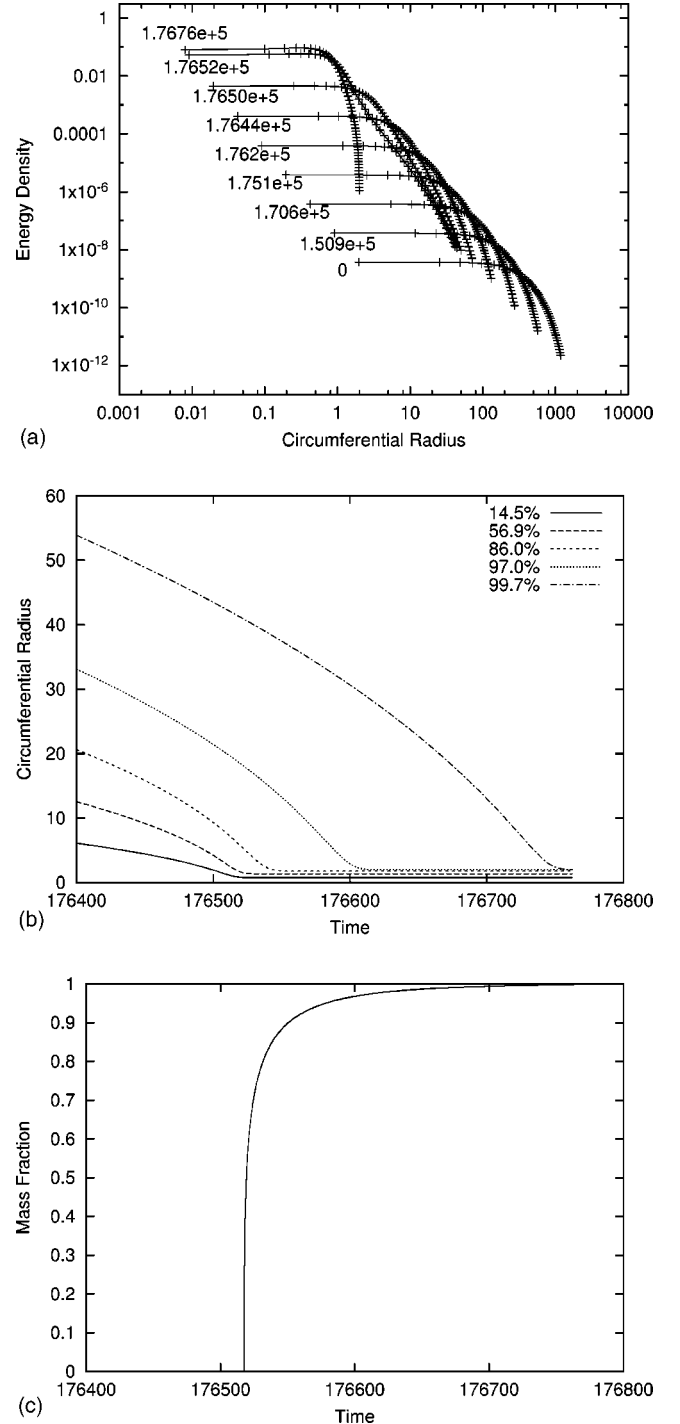 1
0.01
0.0001
1x10-6
1x10-8
1x10-10
1x10-12
Energy Density
1.7676e+5
1.7652e+5
1.7650e+5
1.7644e+5
1.762e+5
1.751e+5
1.706e+5
1.509e+5
0
0.001 0.01 0.1 1 10 100 1000 10000
Circumferential Radius
(a)
60
50
40
30
20
10
0
Circumferential Radius
14.5%
56.9%
86.0%
97.0%
99.7%
176400 176500 176600 176700 176800
Time
(b)
1
0.9
0.8
0.7
0.6
0.5
0.4
0.3
0.2
0.1
0
Mass Fraction
176400 176500 176600 176700 176800
Time
(c)